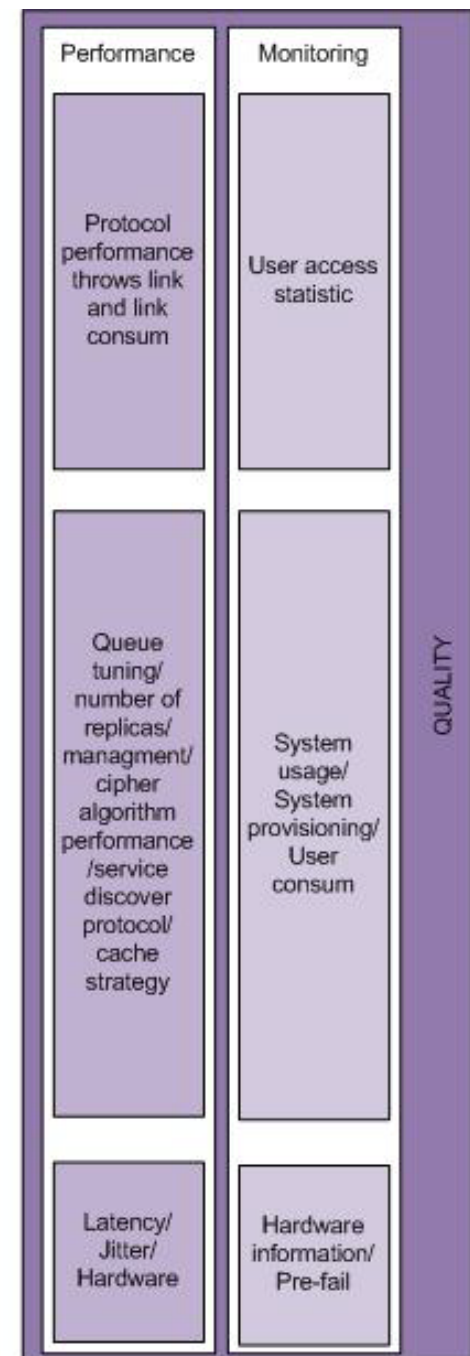 Performance
Protocol
performance
throws link
and link
consum
Queue
tuning/
number of
replicas/
managment/
cipher
algorithm
performance
/service
discover
protocol/
cache
strategy
Latency/
Jitter/
Hardware
Monitoring
User access
statistic
System
usage/
System
provisioning/
User
consum
Hardware
information/
Pre-fail
QUALITY